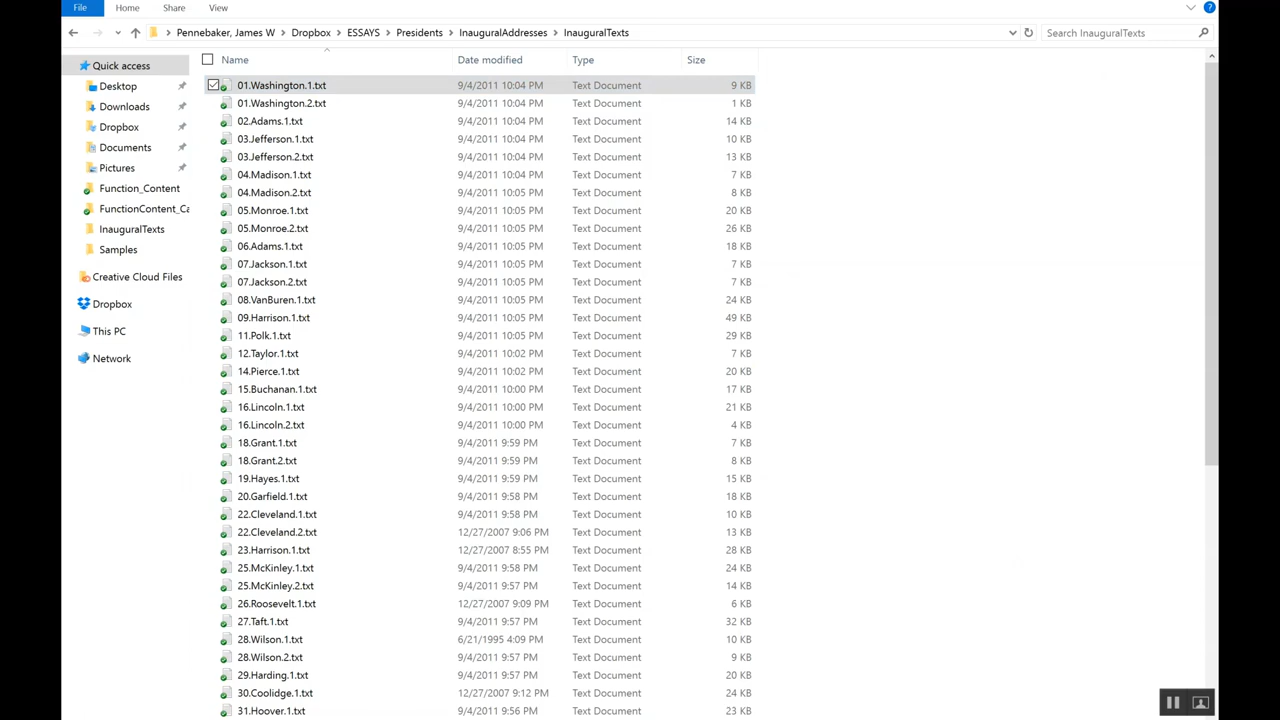 File Home Share View
Pennebaker, James W > Dropbox > ESSAYS > Presidents > InauguralAddresses > InauguralTexts Search InauguralTexts
Quick access
Desktop
Downloads
Dropbox
Documents
Pictures
Function_Content
FunctionContent_Ca
InauguralTexts
Samples
Creative Cloud Files
Dropbox
This PC
Network
Name Date modified Type Size
01.Washington.1.txt 9/4/2011 10:04 PM Text Document 9 KB
01.Washington.2.txt 9/4/2011 10:04 PM Text Document 1 KB
02.Adams.1.txt 9/4/2011 10:04 PM Text Document 14 KB
03.Jefferson.1.txt 9/4/2011 10:04 PM Text Document 10 KB
03.Jefferson.2.txt 9/4/2011 10:04 PM Text Document 13 KB
04.Madison.1.txt 9/4/2011 10:04 PM Text Document 7 KB
04.Madison.2.txt 9/4/2011 10:05 PM Text Document 8 KB
05.Monroe.1.txt 9/4/2011 10:05 PM Text Document 20 KB
05.Monroe.2.txt 9/4/2011 10:05 PM Text Document 26 KB
06.Adams.1.txt 9/4/2011 10:05 PM Text Document 18 KB
07.Jackson.1.txt 9/4/2011 10:05 PM Text Document 7 KB
07.Jackson.2.txt 9/4/2011 10:05 PM Text Document 7 KB
08.VanBuren.1.txt 9/4/2011 10:05 PM Text Document 24 KB
09.Harrison.1.txt 9/4/2011 10:05 PM Text Document 49 KB
11.Polk.1.txt 9/4/2011 10:05 PM Text Document 29 KB
12.Taylor.1.txt 9/4/2011 10:02 PM Text Document 7 KB
14.Pierce.1.txt 9/4/2011 10:02 PM Text Document 20 KB
15.Buchanan.1.txt 9/4/2011 10:00 PM Text Document 17 KB
16.Lincoln.1.txt 9/4/2011 10:00 PM Text Document 21 KB
16.Lincoln.2.txt 9/4/2011 10:00 PM Text Document 4 KB
18.Grant.1.txt 9/4/2011 9:59 PM Text Document 7 KB
18.Grant.2.txt 9/4/2011 9:59 PM Text Document 8 KB
19.Hayes.1.txt 9/4/2011 9:59 PM Text Document 15 KB
20.Garfield.1.txt 9/4/2011 9:58 PM Text Document 18 KB
22.Cleveland.1.txt 9/4/2011 9:58 PM Text Document 10 KB
22.Cleveland.2.txt 12/27/2007 9:06 PM Text Document 13 KB
23.Harrison.1.txt 12/27/2007 8:55 PM Text Document 28 KB
25.McKinley.1.txt 9/4/2011 9:58 PM Text Document 24 KB
25.McKinley.2.txt 9/4/2011 9:57 PM Text Document 14 KB
26.Roosevelt.1.txt 12/27/2007 9:09 PM Text Document 6 KB
27.Taft.1.txt 9/4/2011 9:57 PM Text Document 32 KB
28.Wilson.1.txt 6/21/1995 4:09 PM Text Document 10 KB
28.Wilson.2.txt 9/4/2011 9:57 PM Text Document 9 KB
29.Harding.1.txt 9/4/2011 9:57 PM Text Document 20 KB
30.Coolidge.1.txt 12/27/2007 9:12 PM Text Document 24 KB
31.Hoover.1.txt 9/4/2011 9:56 PM Text Document 23 KB